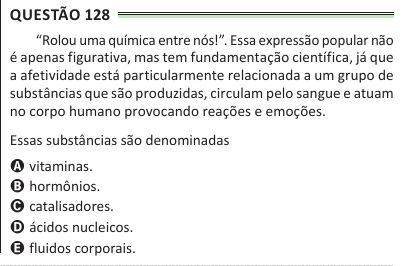 QUESTÃO 128
“Rolou uma química entre nós!”. Essa expressão popular não
é apenas figurativa, mas tem fundamentação científica, já que
a afetividade está particularmente relacionada a um grupo de
substâncias que são produzidas, circulam pelo sangue e atuam
no corpo humano provocando reações e emoções.
Essas substâncias são denominadas
A vitaminas.
B hormônios.
C catalisadores.
D ácidos nucleicos.
E fluidos corporais.